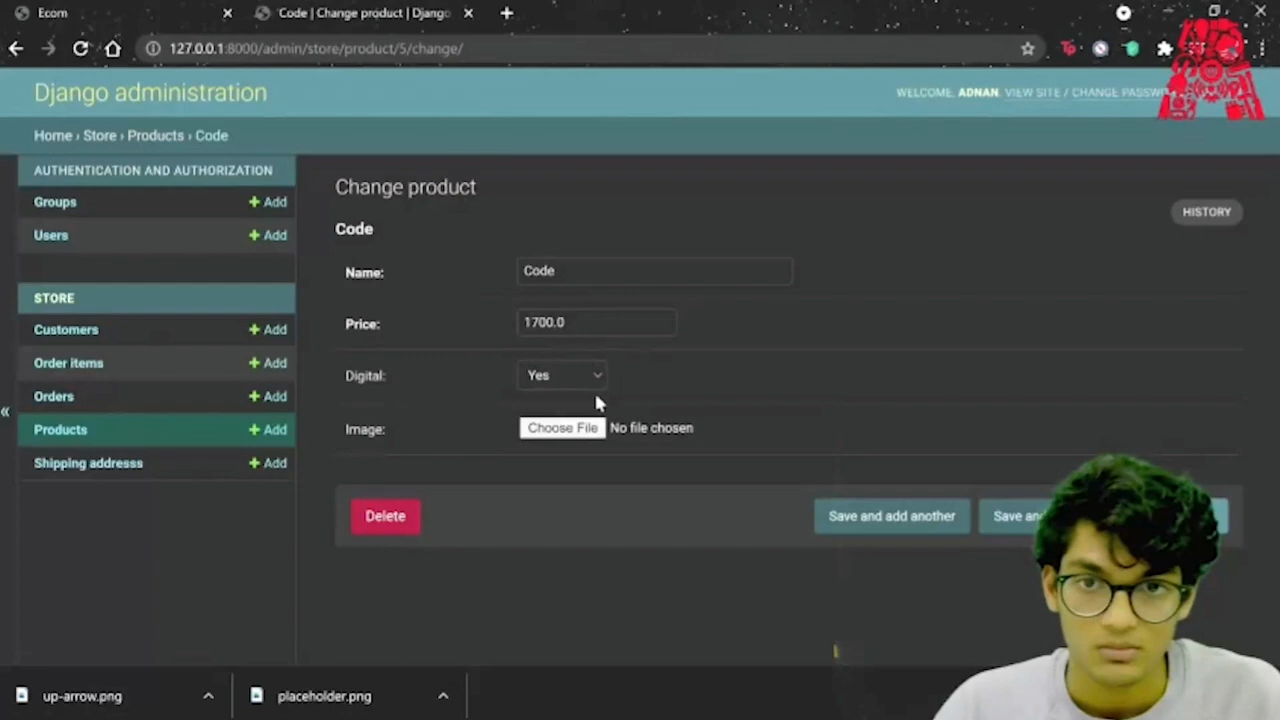 Ecom
Code | Change product | Django
127.0.0.1:8000/admin/store/product/5/change/
Django administration
WELCOME, ADNAN. VIEW SITE / CHANGE
Home › Store › Products › Code
AUTHENTICATION AND AUTHORIZATION
Groups + Add
Users + Add
STORE
Customers + Add
Order items + Add
Orders + Add
Products + Add
Shipping addresss + Add
«
Change product
HISTORY
Code
Name: Code
Price: 1700.0
Digital: Yes
Image: Choose File No file chosen
Delete
Save and add another
Save
up-arrow.png
placeholder.png